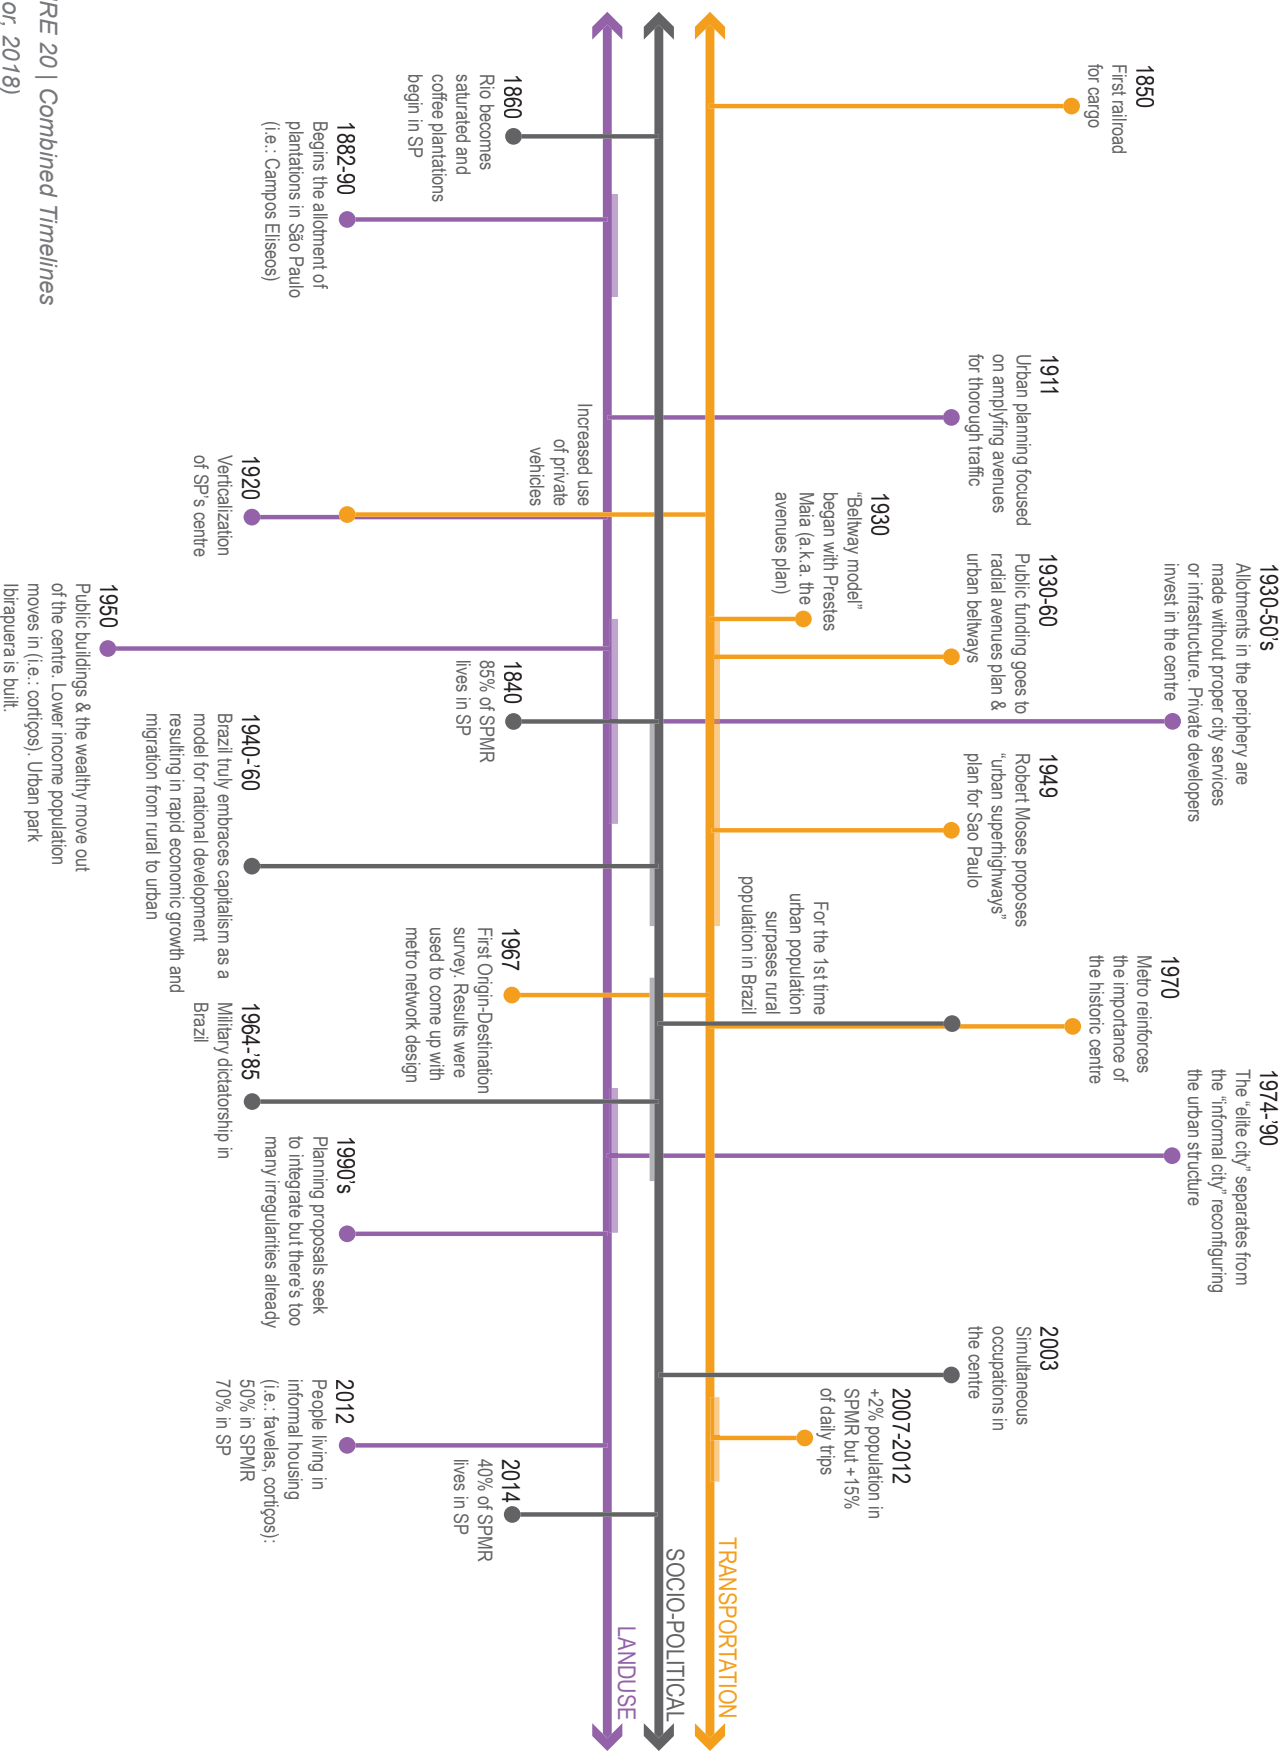 1850
First railroad
for cargo
1930-50's
Allotments in the periphery are
made without proper city services
or infrastructure. Private developers
invest in the centre
1974-'90
The “elite city” separates from
the “informal city” reconfiguring
the urban structure
1970
Metro reinforces
the importance of
the historic centre
1911
Urban planning focused
on amplyfing avenues
for thorough traffic
1930-60
Public funding goes to
radial avenues plan &
urban beltways
1949
Robert Moses proposes
“urban superhighways”
plan for Sao Paulo
2003
Simultaneous
occupations in
the centre
1930
“Beltway model”
began with Prestes
Maia (a.k.a. the
avenues plan)
For the 1st time
urban population
surpases rural
population in Brazil
2007-2012
+2% population in
SPMR but +15%
of daily trips
TRANSPORTATION
SOCIO-POLITICAL
LANDUSE
Increased use
of private
vehicles
1860
Rio becomes
saturated and
coffee plantations
begin in SP
1840
85% of SPMR
lives in SP
1967
First Origin-Destination
survey. Results were
used to come up with
metro network design
2014
40% of SPMR
lives in SP
1882-90
Begins the allotment of
plantations in São Paulo
(i.e.: Campos Eliseos)
1990's
Planning proposals seek
to integrate but there's too
many irregularities already
2012
People living in
informal housing
(i.e.: favelas, cortiços):
50% in SPMR
70% in SP
1920
Verticalization
of SP's centre
1940-'60
Brazil truly embraces capitalism as a
model for national development
resulting in rapid economic growth and
migration from rural to urban
1964-'85
Military dictatorship in
Brazil
1950
Public buildings & the wealthy move out
of the centre. Lower income population
moves in (i.e.: cortiços). Urban park
Ibirapuera is built.
RE 20 | Combined Timelines
or, 2018)